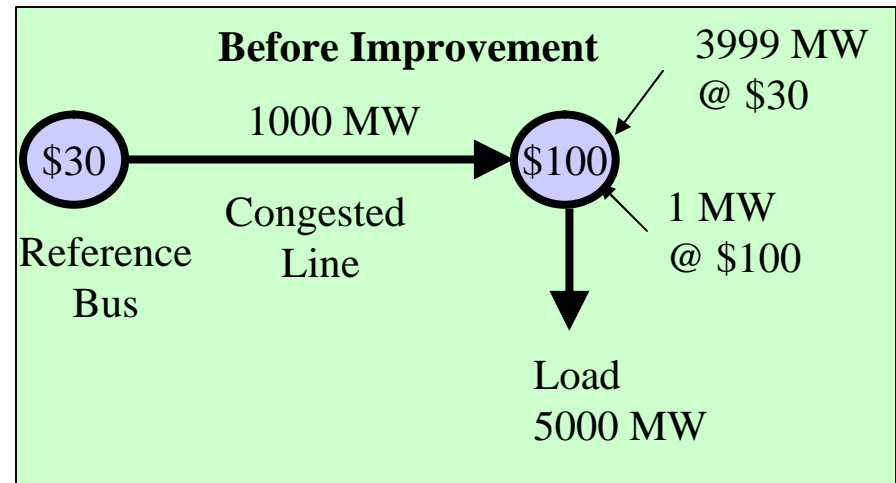 Before Improvement
3999 MW
@ $30
1000 MW
$30
$100
Congested
Line
Reference
Bus
1 MW
@ $100
Load
5000 MW